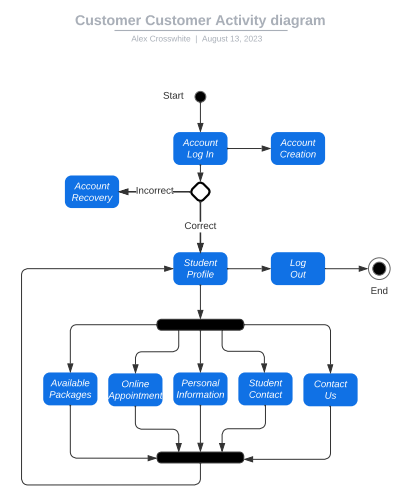 Customer Customer Activity diagram
Alex Crosswhite | August 13, 2023
Start
Account
Log In
Account
Creation
Account
Recovery
Incorrect
Correct
Student
Profile
Log
Out
End
Available
Packages
Online
Appointment
Personal
Information
Student
Contact
Contact
Us